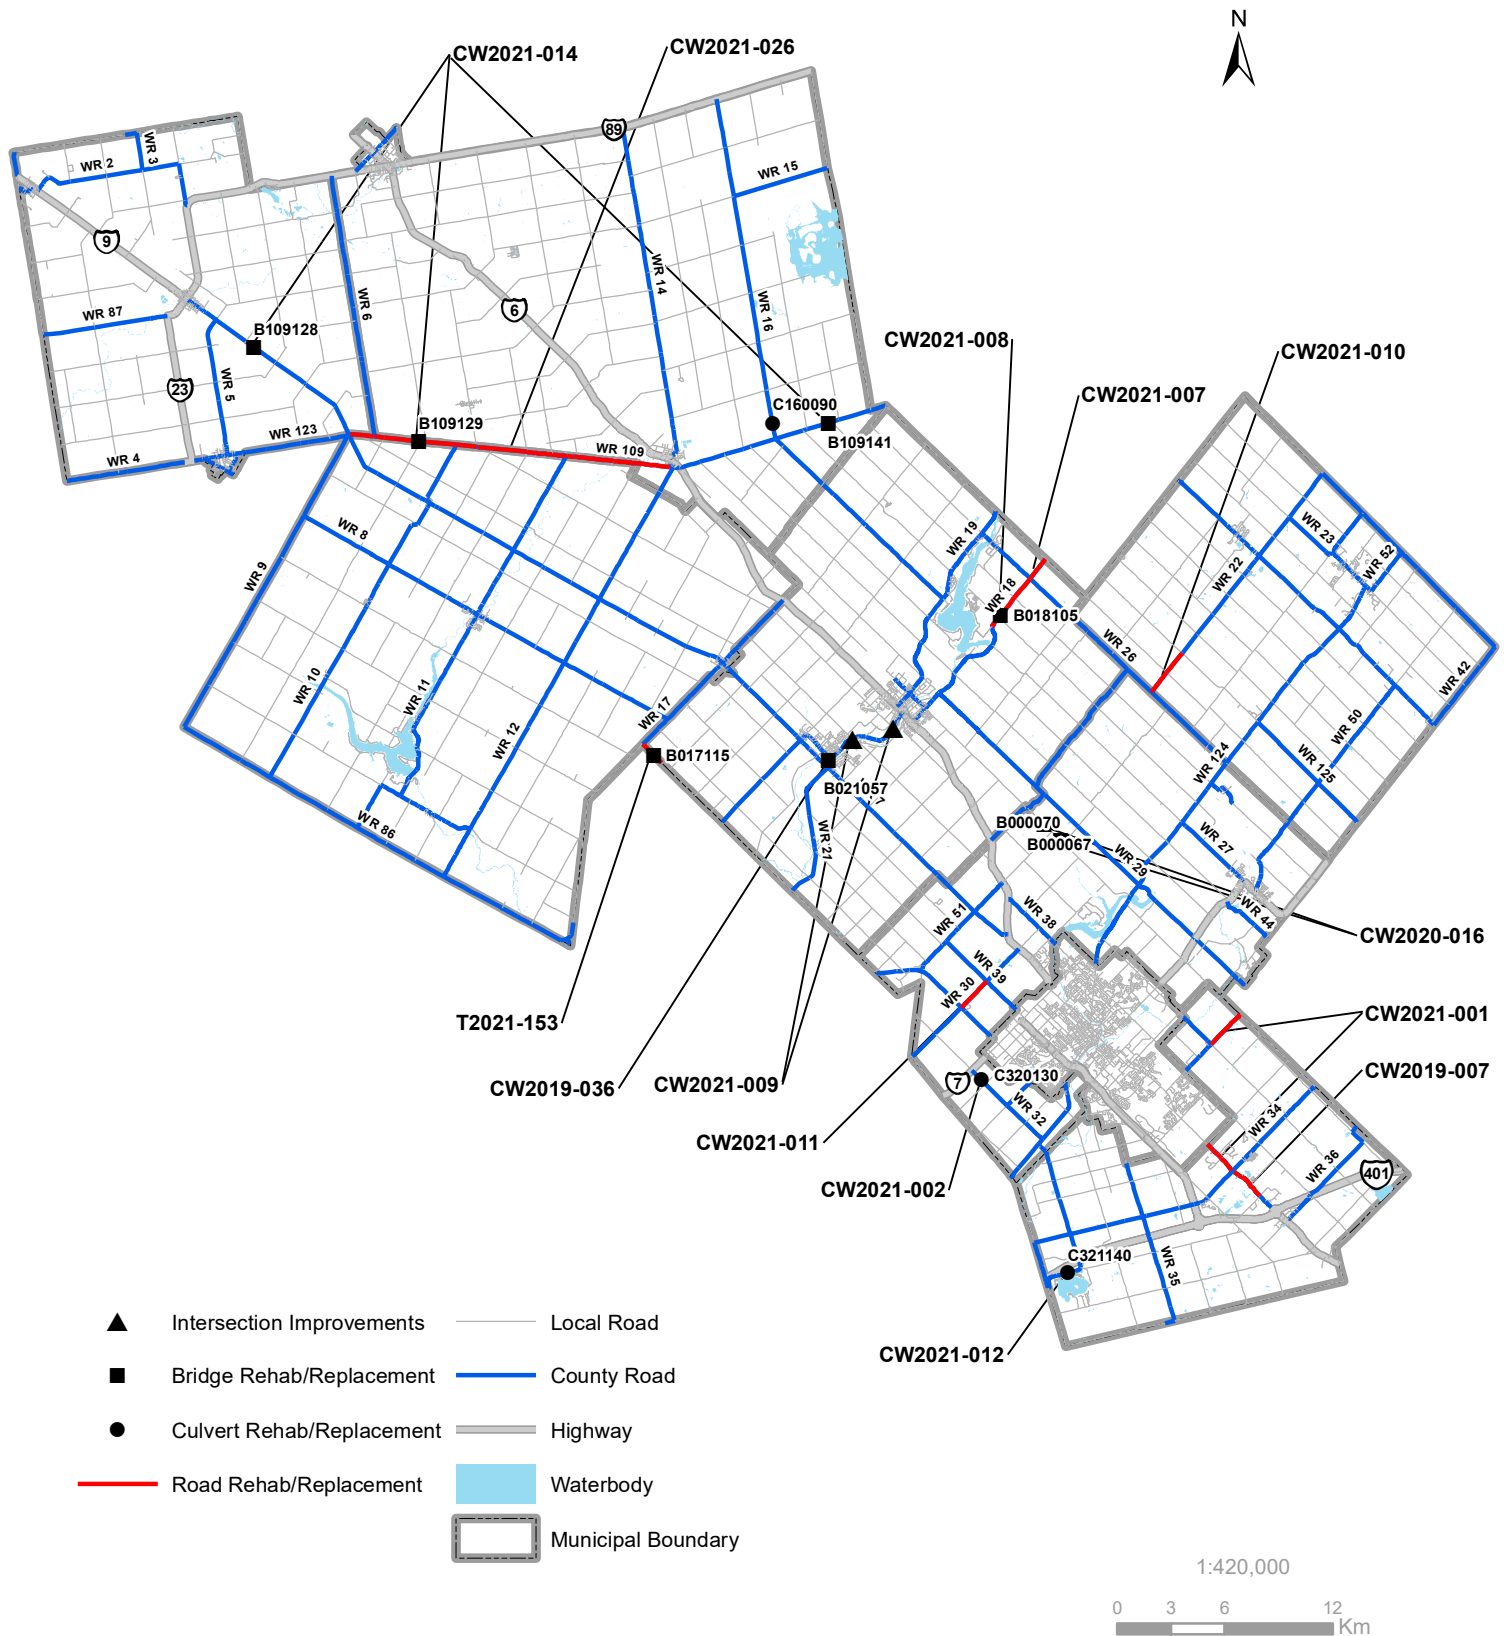 N
CW2021-014
CW2021-026
89
WR 2
WR 3
WR 15
9
WR 14
6
WR 6
WR 16
WR 87
B109128
CW2021-008
CW2021-010
23
WR 5
CW2021-007
C160090
B109129
WR 123
WR 109
B109141
WR 4
WR 8
WR 19
WR 23
WR 52
WR 22
WR 9
WR 18
B018105
WR 26
WR 42
WR 10
WR 11
WR 17
WR 50
WR 12
B017115
WR 124
WR 125
B021057
WR 86
WR 21
B000070
B000067
WR 27
WR 29
WR 44
WR 51
WR 38
CW2020-016
WR 39
WR 30
T2021-153
CW2021-001
CW2019-036
CW2021-009
7
C320130
CW2019-007
WR 32
WR 34
CW2021-011
WR 36
401
CW2021-002
C321140
WR 35
CW2021-012
Intersection Improvements
Local Road
Bridge Rehab/Replacement
County Road
Culvert Rehab/Replacement
Highway
Road Rehab/Replacement
Waterbody
Municipal Boundary
1:420,000
0 3 6 12
Km